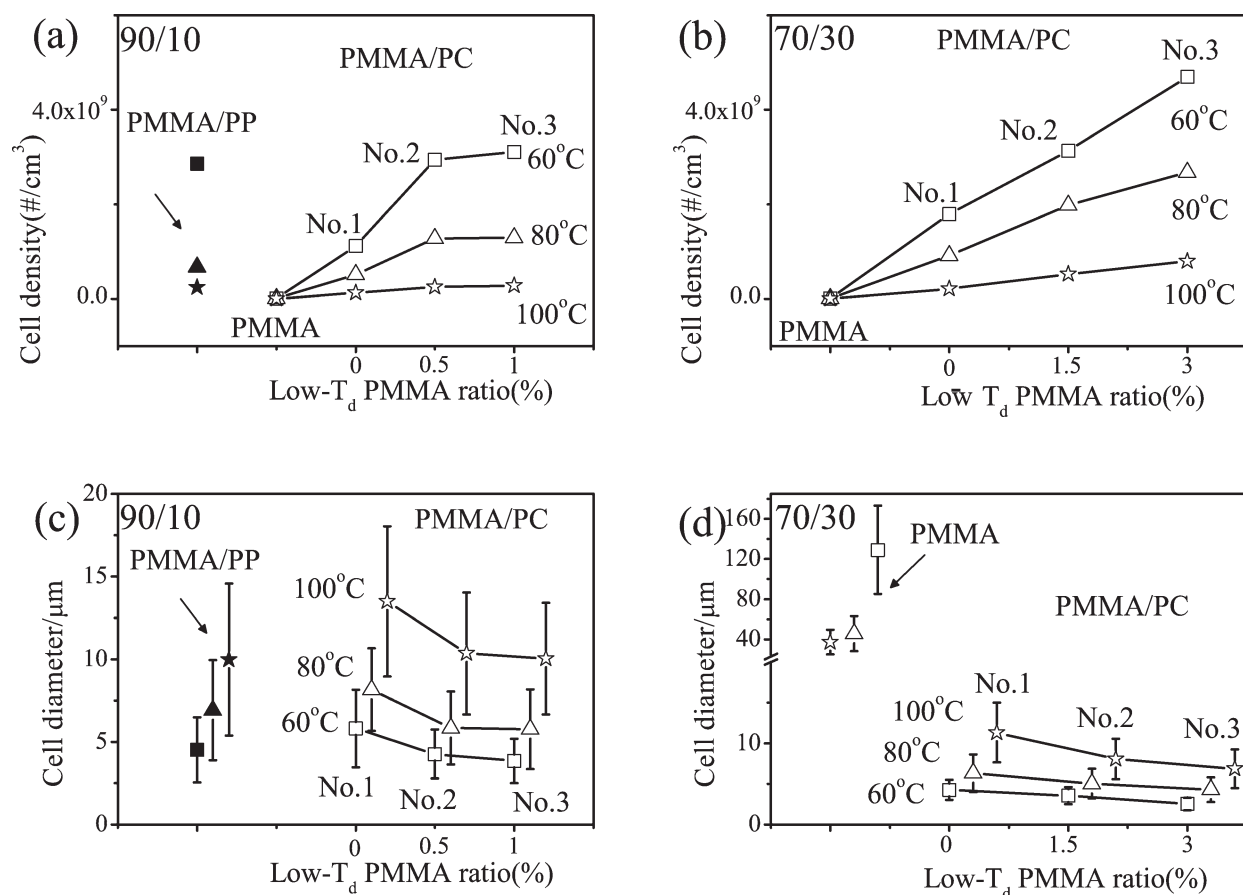 (a)
90/10
PMMA/PC
PMMA/PP
4.0x10⁹
0.0
Cell density(#/cm³)
No.1
No.2
No.3
60°C
80°C
100°C
PMMA
0
0.5
1
Low-T_d PMMA ratio(%)
(b)
70/30
PMMA/PC
4.0x10⁹
0.0
Cell density(#/cm³)
No.1
No.2
No.3
60°C
80°C
100°C
PMMA
0
1.5
3
Low- T_d PMMA ratio(%)
(c)
90/10
PMMA/PC
PMMA/PP
20
15
10
5
0
Cell diameter/μm
100°C
80°C
60°C
No.1
No.2
No.3
0
0.5
1
Low-T_d PMMA ratio(%)
(d)
70/30
PMMA
PMMA/PC
160
120
80
40
10
0
Cell diameter/μm
No.1
100°C
No.2
No.3
80°C
60°C
0
1.5
3
Low-T_d PMMA ratio(%)